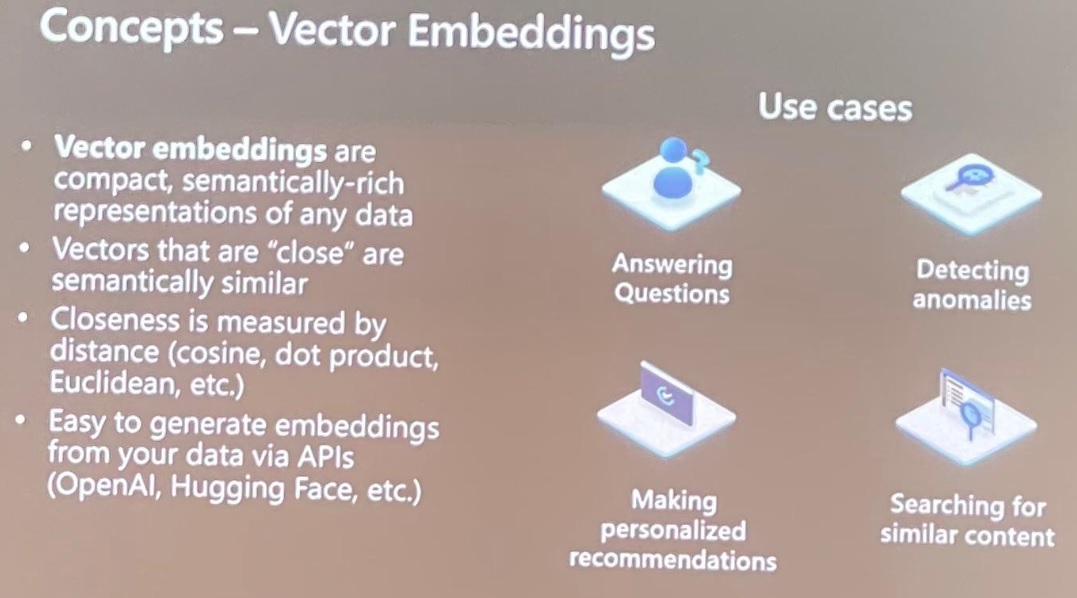 Concepts – Vector Embeddings
• Vector embeddings are
compact, semantically-rich
representations of any data
• Vectors that are “close” are
semantically similar
• Closeness is measured by
distance (cosine, dot product,
Euclidean, etc.)
• Easy to generate embeddings
from your data via APIs
(OpenAI, Hugging Face, etc.)
Use cases
?
Answering
Questions
Detecting
anomalies
Making
personalized
recommendations
Searching for
similar content